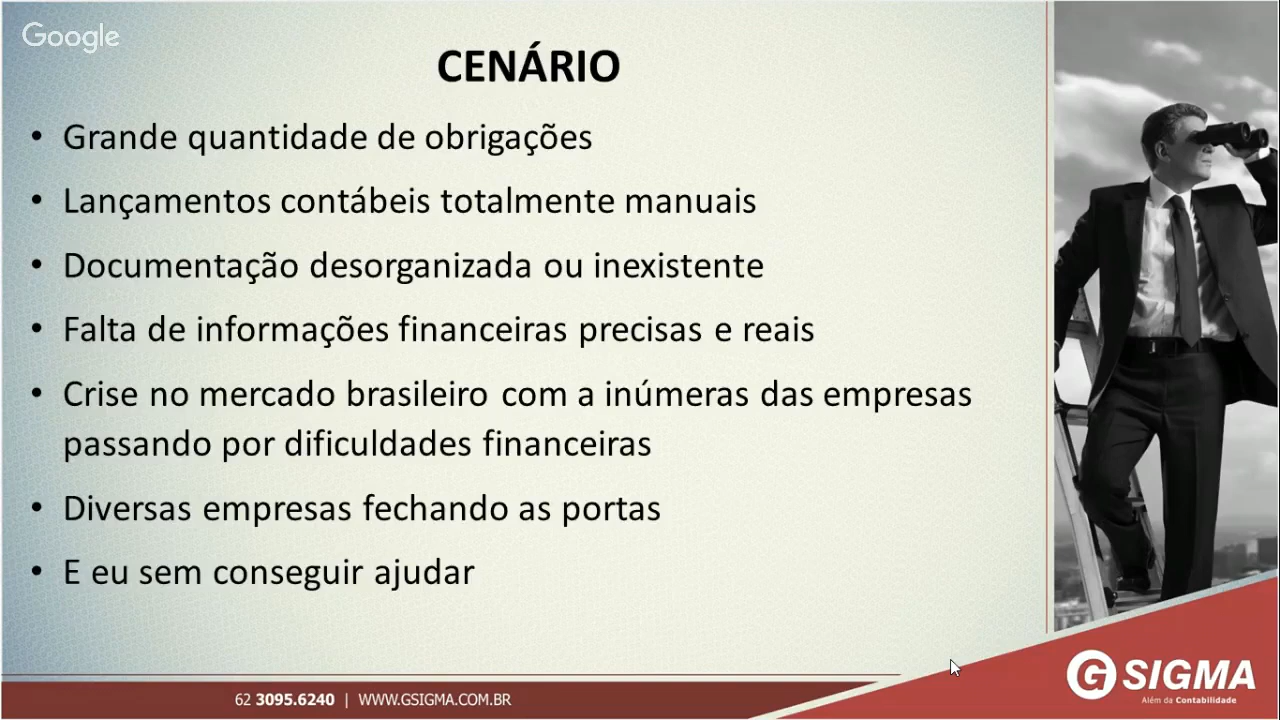 Google
CENÁRIO
• Grande quantidade de obrigações
• Lançamentos contábeis totalmente manuais
• Documentação desorganizada ou inexistente
• Falta de informações financeiras precisas e reais
• Crise no mercado brasileiro com a inúmeras das empresas
passando por dificuldades financeiras
• Diversas empresas fechando as portas
• E eu sem conseguir ajudar
62 3095.6240 | WWW.GSIGMA.COM.BR
G SIGMA
Além da Contabilidade